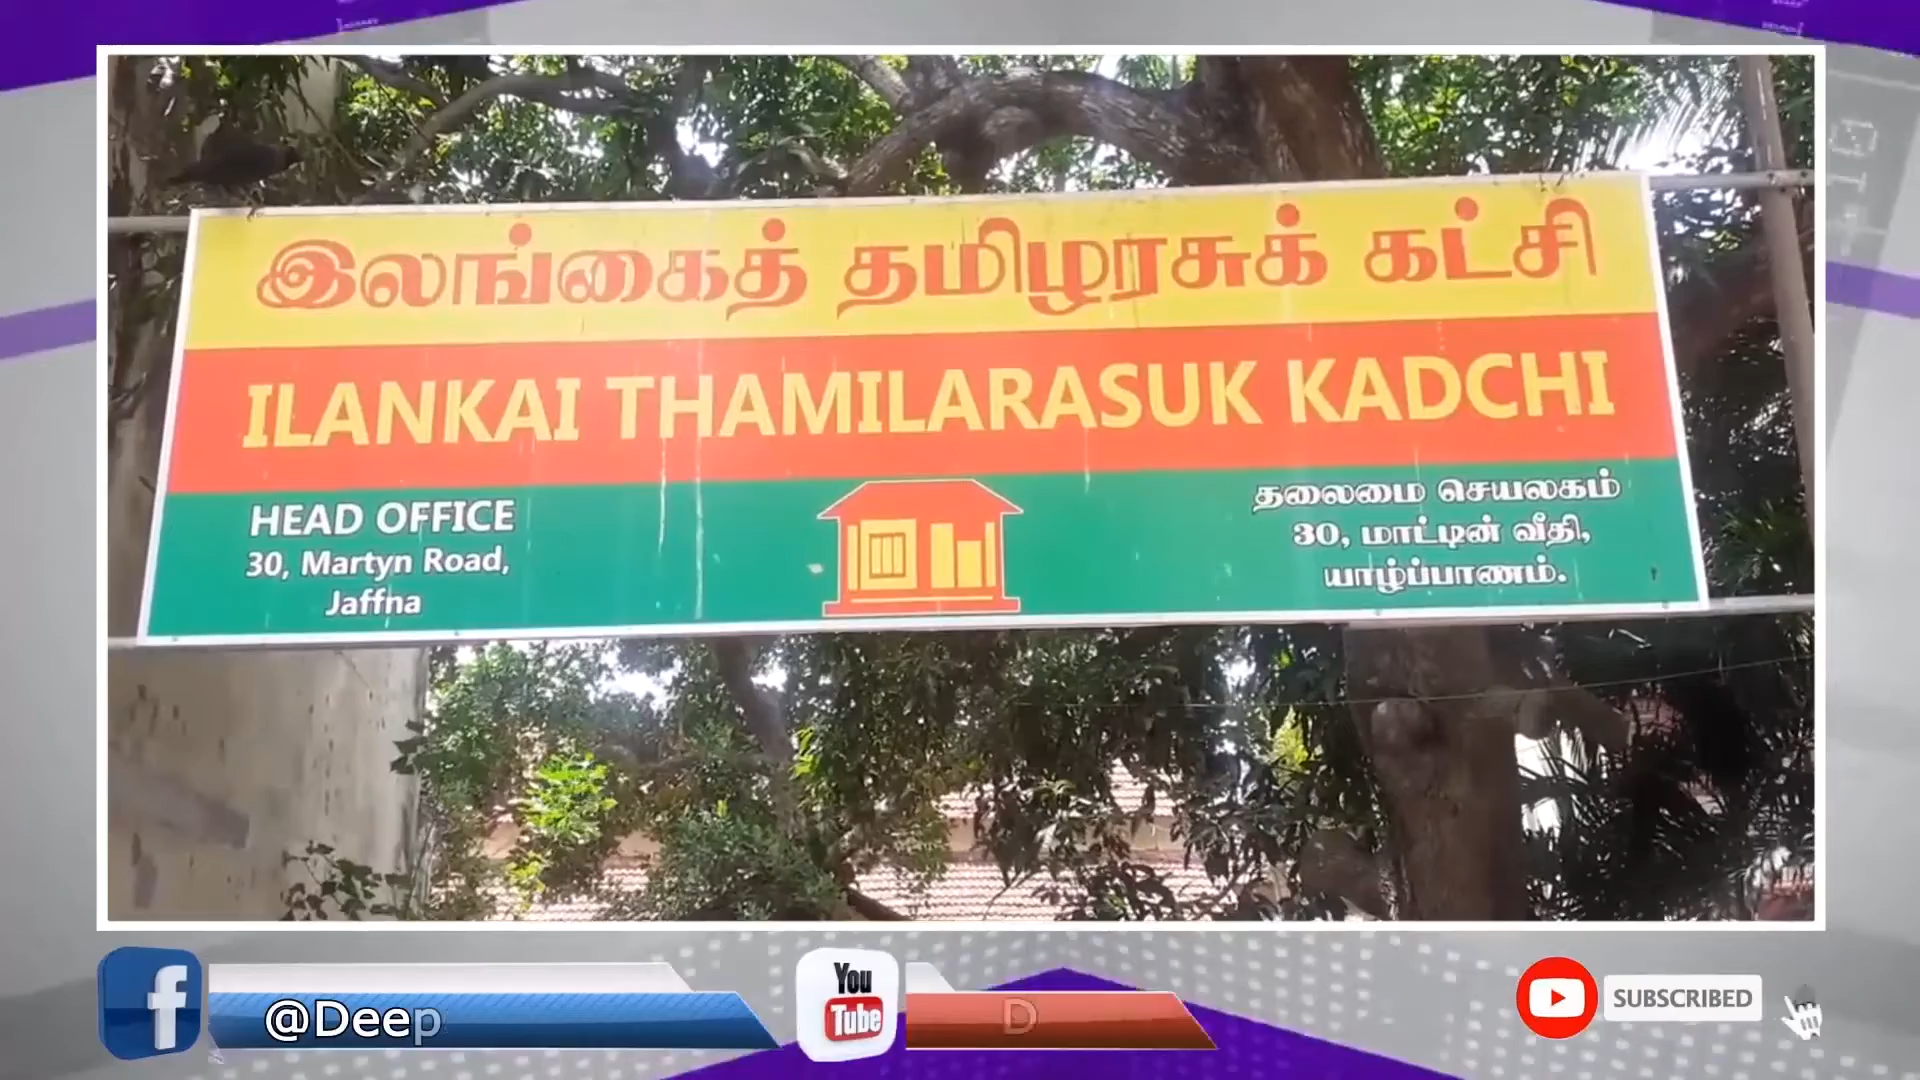 இலங்கைத் தமிழரசுக் கட்சி
ILANKAI THAMILARASUK KADCHI
HEAD OFFICE
30, Martyn Road,
Jaffna
தலைமை செயலகம்
30, மாட்டின் வீதி,
யாழ்ப்பாணம்.
f
@Deep
You
Tube
D
SUBSCRIBED